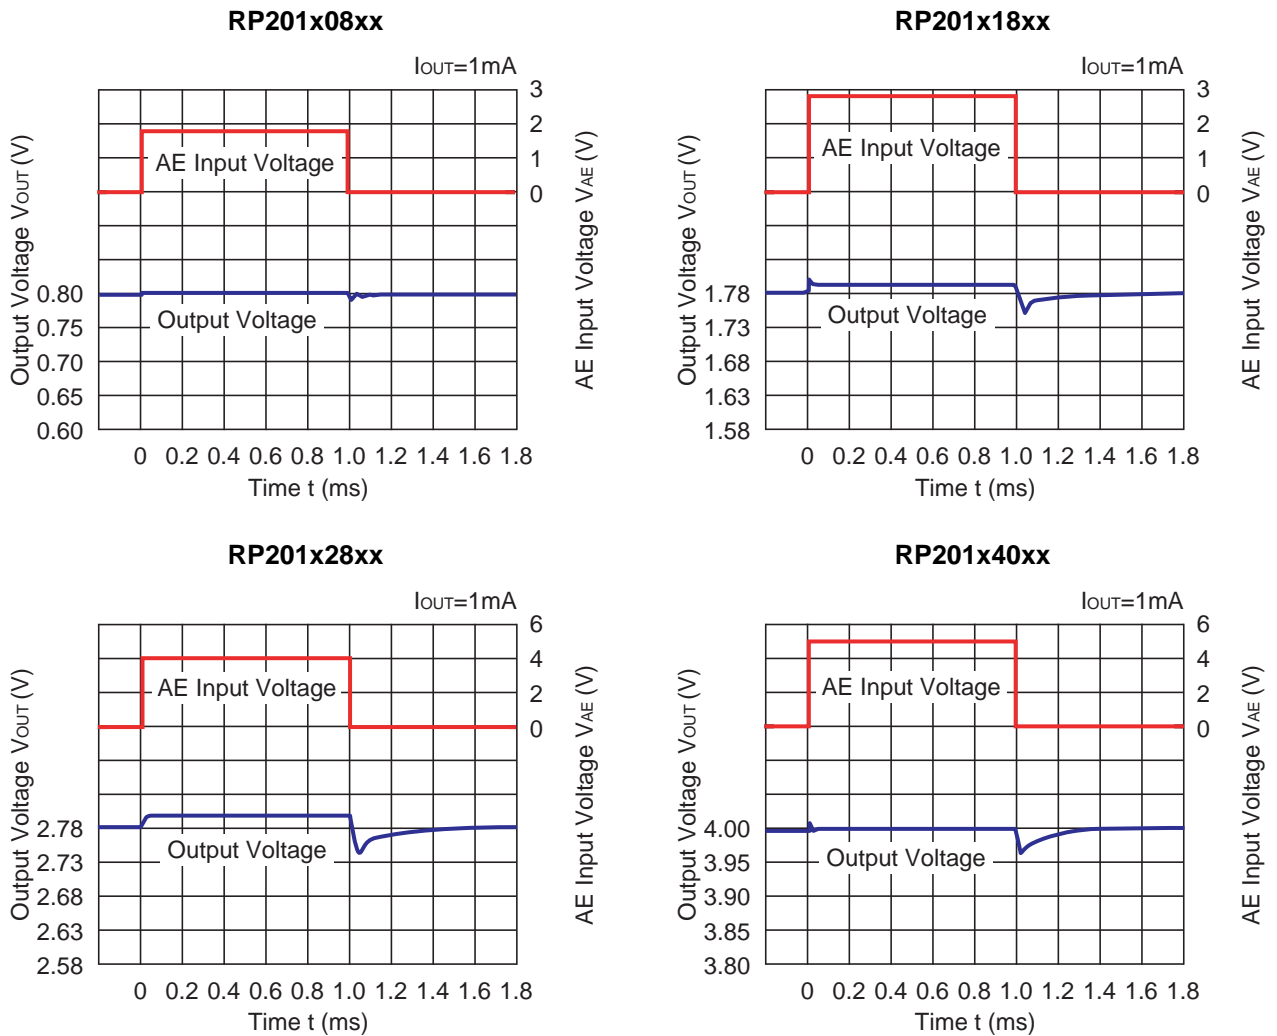 RP201x08xx
IOUT=1mA
Output Voltage VOUT (V)
0.80
0.75
0.70
0.65
0.60
3
2
1
0
AE Input Voltage VAE (V)
AE Input Voltage
Output Voltage
0 0.2 0.4 0.6 0.8 1.0 1.2 1.4 1.6 1.8
Time t (ms)
RP201x18xx
IOUT=1mA
Output Voltage VOUT (V)
1.78
1.73
1.68
1.63
1.58
3
2
1
0
AE Input Voltage VAE (V)
AE Input Voltage
Output Voltage
0 0.2 0.4 0.6 0.8 1.0 1.2 1.4 1.6 1.8
Time t (ms)
RP201x28xx
IOUT=1mA
Output Voltage VOUT (V)
2.78
2.73
2.68
2.63
2.58
6
4
2
0
AE Input Voltage VAE (V)
AE Input Voltage
Output Voltage
0 0.2 0.4 0.6 0.8 1.0 1.2 1.4 1.6 1.8
Time t (ms)
RP201x40xx
IOUT=1mA
Output Voltage VOUT (V)
4.00
3.95
3.90
3.85
3.80
6
4
2
0
AE Input Voltage VAE (V)
AE Input Voltage
Output Voltage
0 0.2 0.4 0.6 0.8 1.0 1.2 1.4 1.6 1.8
Time t (ms)